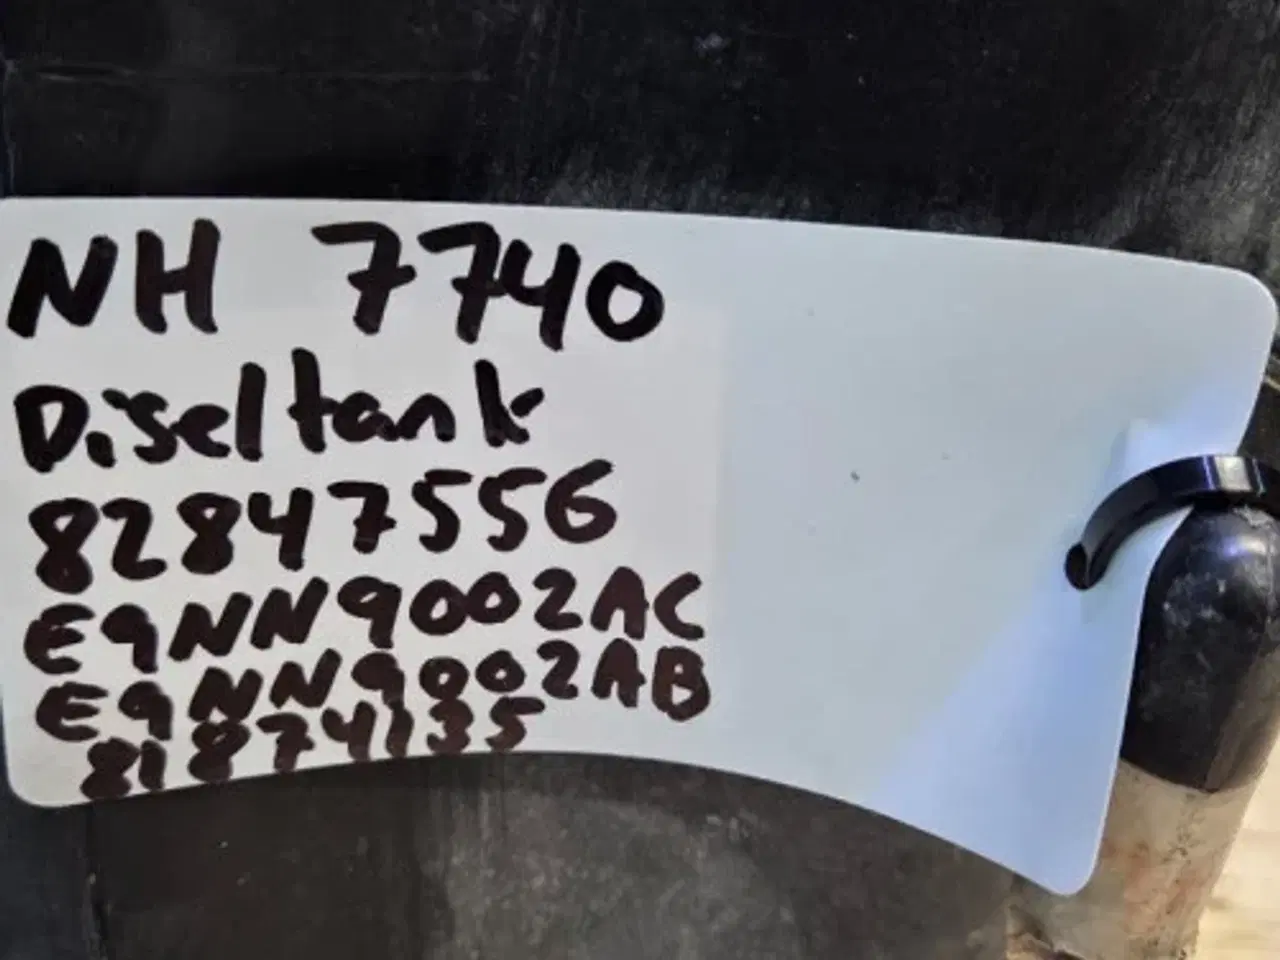 NH 7740
Diseltank
82847556
E9NN9002AC
E9NN9002AB
81874135